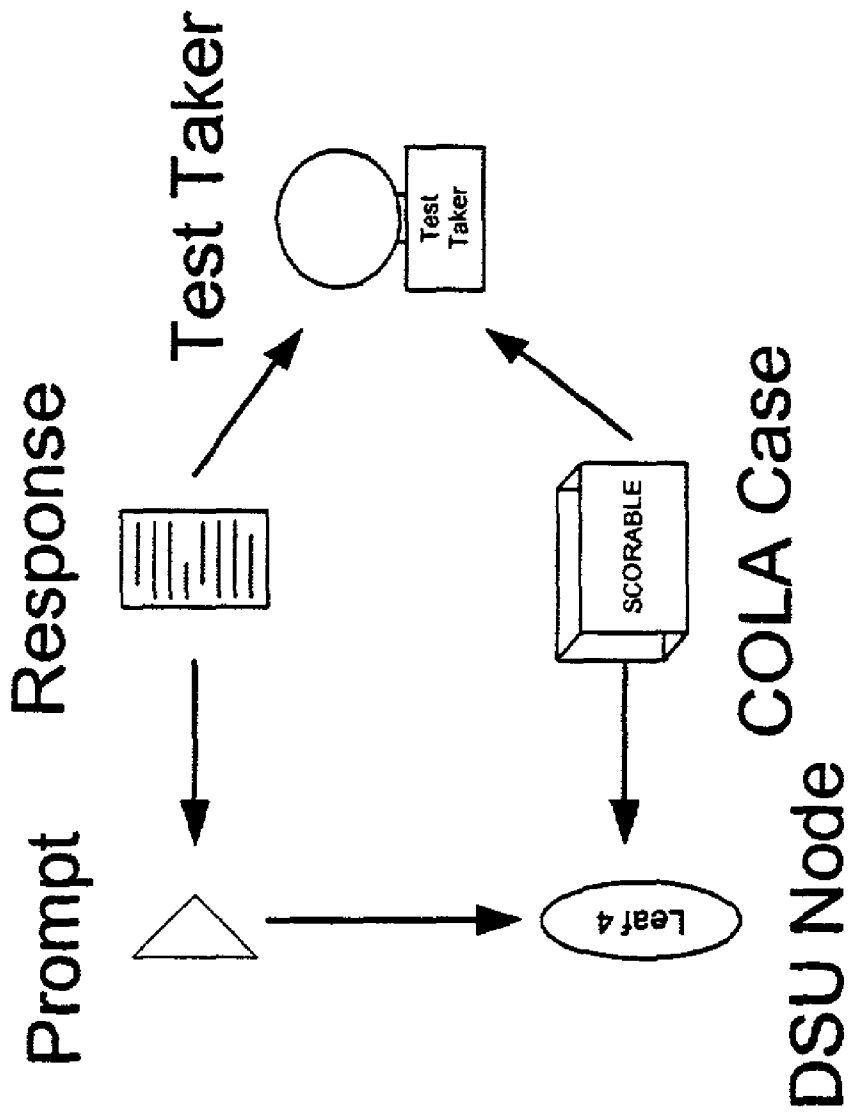 Test Taker
Response
Prompt
Test
Taker
SCORABLE
Leaf 4
COLA Case
DSU Node